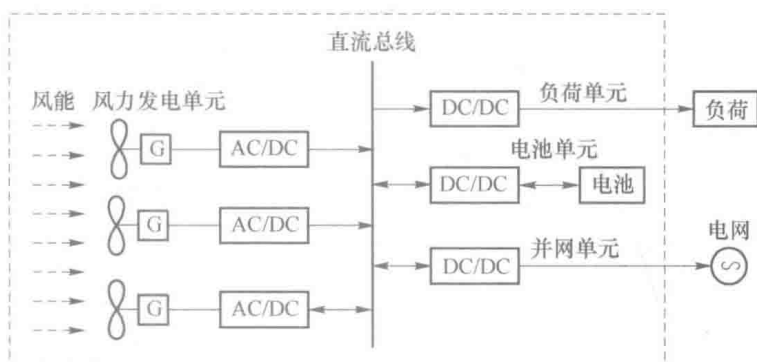 直流总线
风能 风力发电单元
G AC/DC
G AC/DC
G AC/DC
DC/DC 负荷单元 负荷
电池单元
DC/DC 电池
电网
并网单元
DC/DC
S